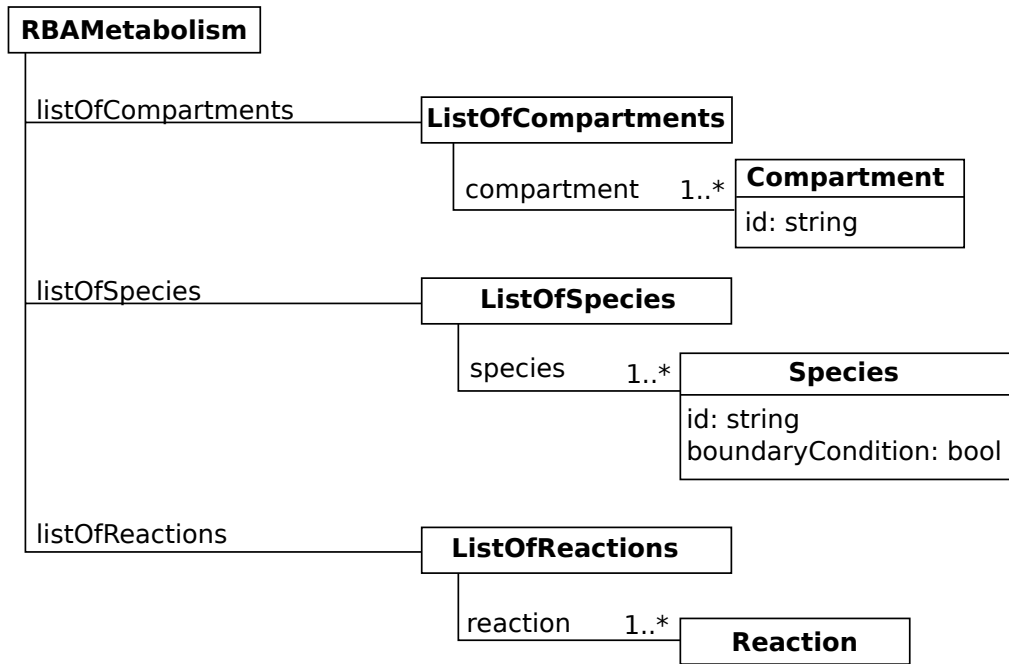 RBAMetabolism
listOfCompartments
ListOfCompartments
compartment 1..*
Compartment
id: string
listOfSpecies
ListOfSpecies
species 1..*
Species
id: string
boundaryCondition: bool
listOfReactions
ListOfReactions
reaction 1..*
Reaction